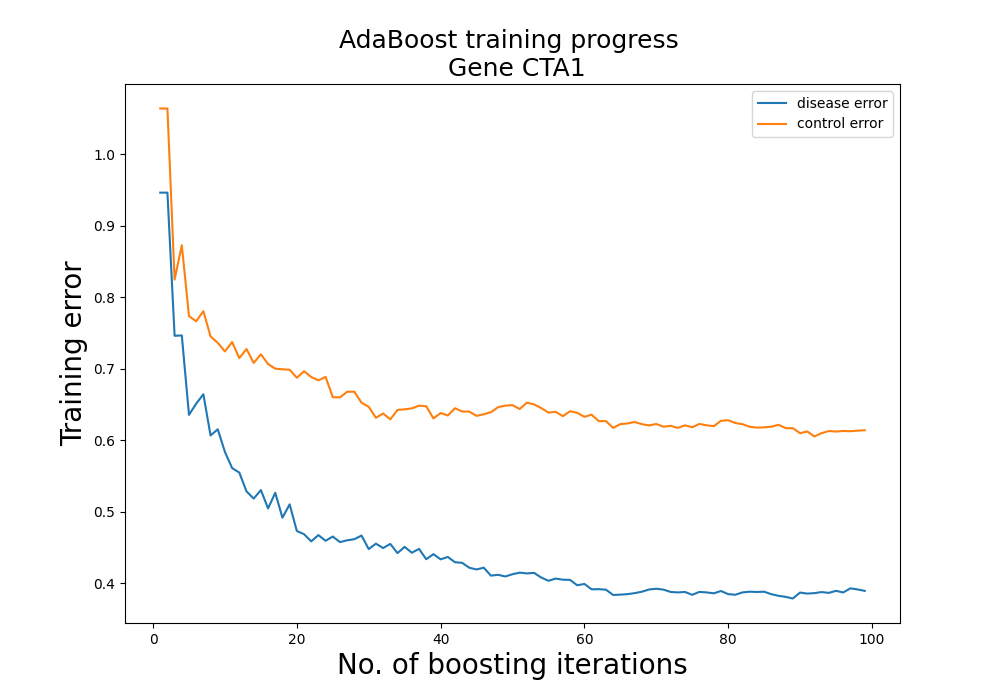 AdaBoost training progress
Gene CTA1
disease error
control error
Training error
1.0
0.9
0.8
0.7
0.6
0.5
0.4
0 20 40 60 80 100
No. of boosting iterations